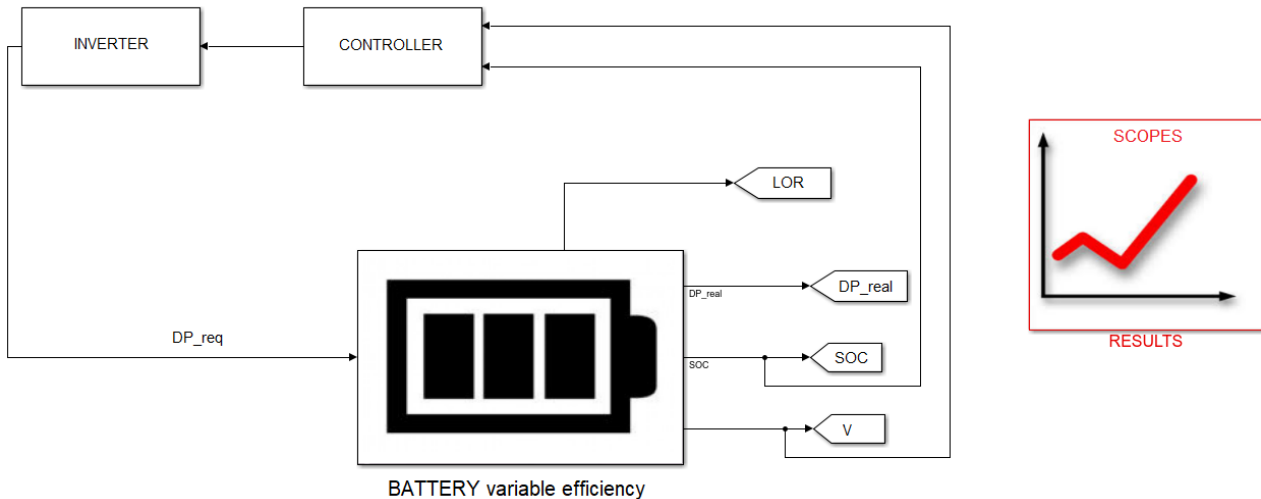 INVERTER
CONTROLLER
SCOPES
LOR
DP_real
DP_real
DP_req
SOC
SOC
RESULTS
V
BATTERY variable efficiency